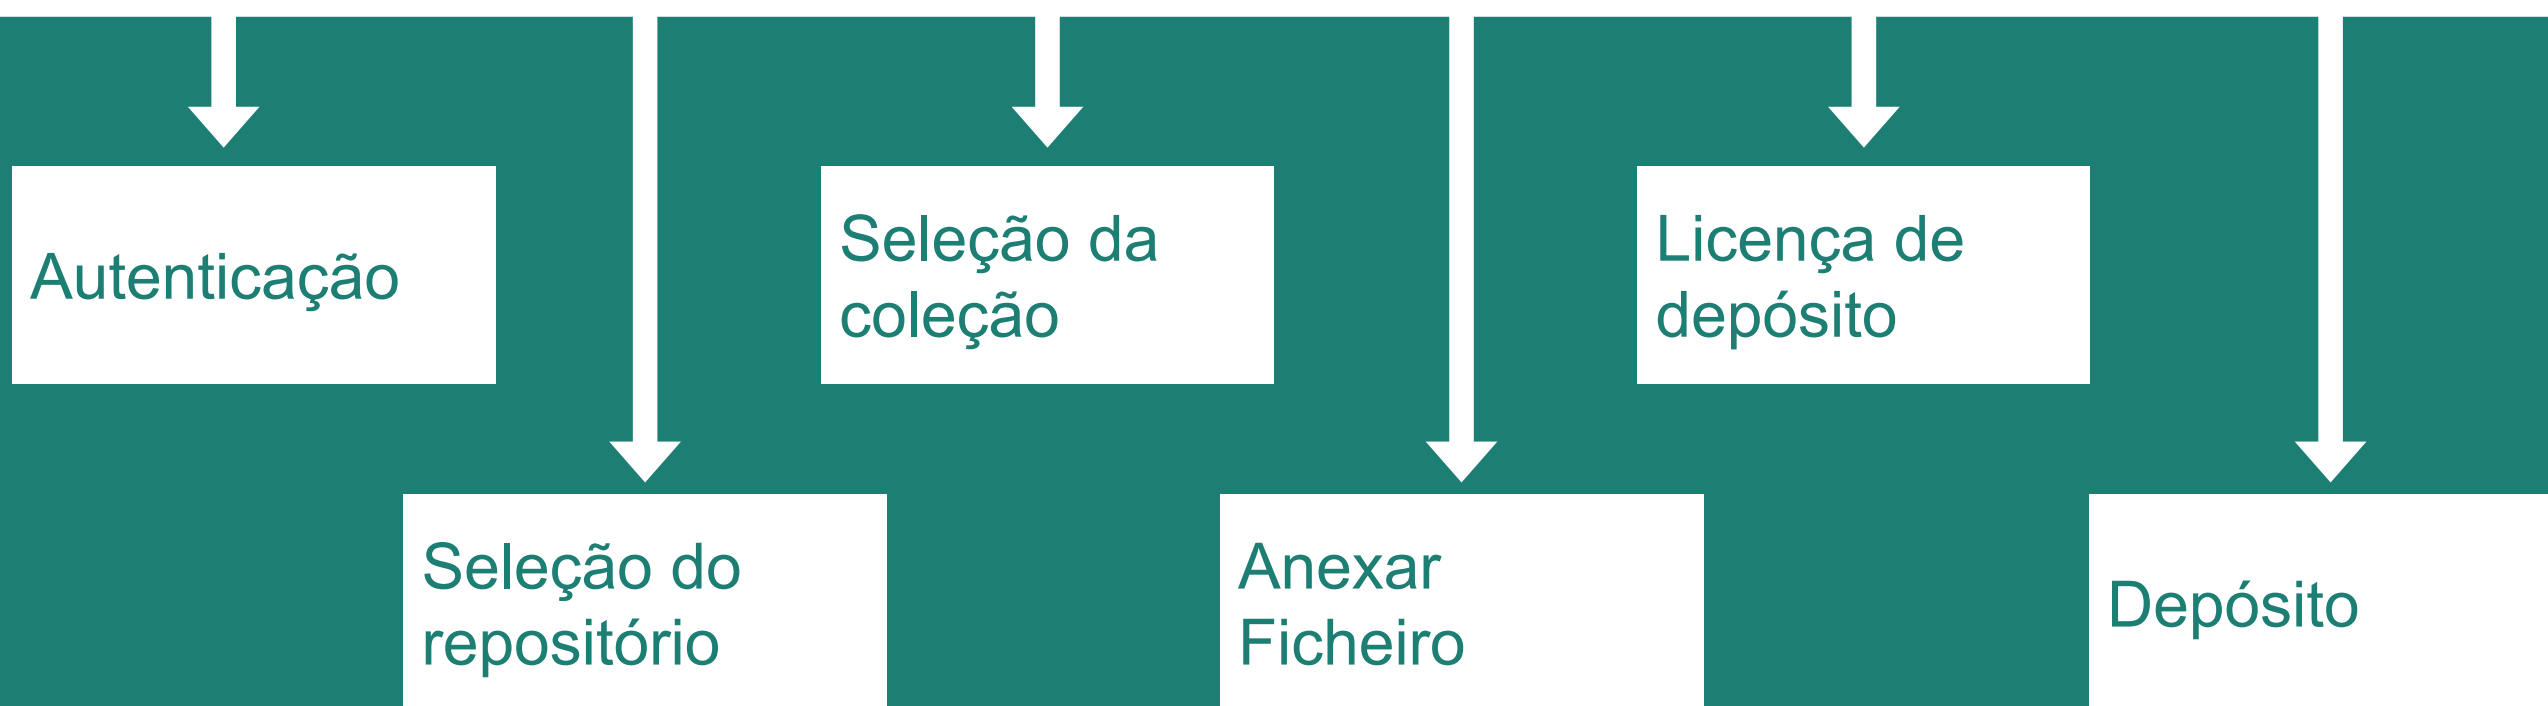 Autenticação
Seleção do
repositório
Seleção da
coleção
Anexar
Ficheiro
Licença de
depósito
Depósito